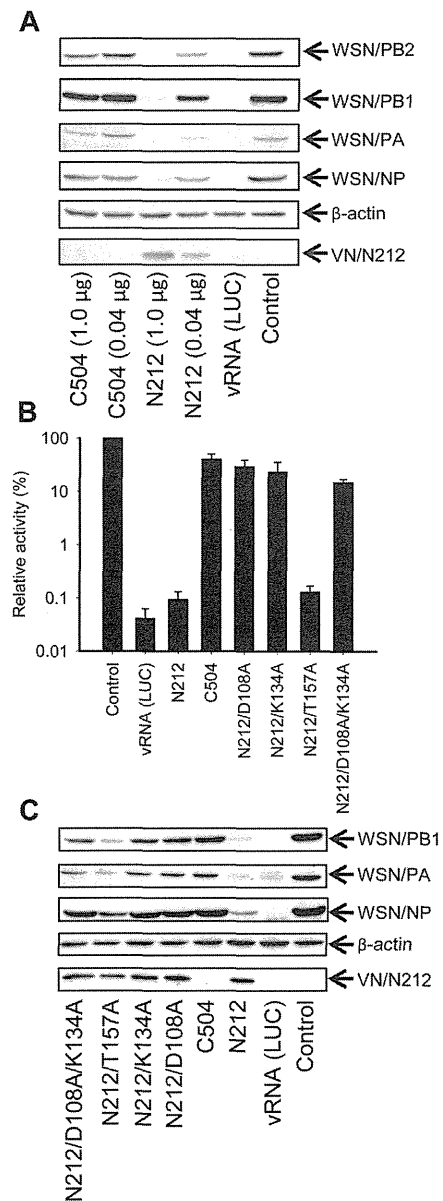 A
WSN/PB2
WSN/PB1
WSN/PA
WSN/NP
β-actin
VN/N212
C504 (1.0 µg)
C504 (0.04 µg)
N212 (1.0 µg)
N212 (0.04 µg)
vRNA (LUC)
Control
B
Relative activity (%)
100
10
1
0.1
0.01
Control
vRNA (LUC)
N212
C504
N212/D108A
N212/K134A
N212/T157A
N212/D108A/K134A
C
WSN/PB1
WSN/PA
WSN/NP
β-actin
VN/N212
N212/D108A/K134A
N212/T157A
N212/K134A
N212/D108A
C504
N212
vRNA (LUC)
Control